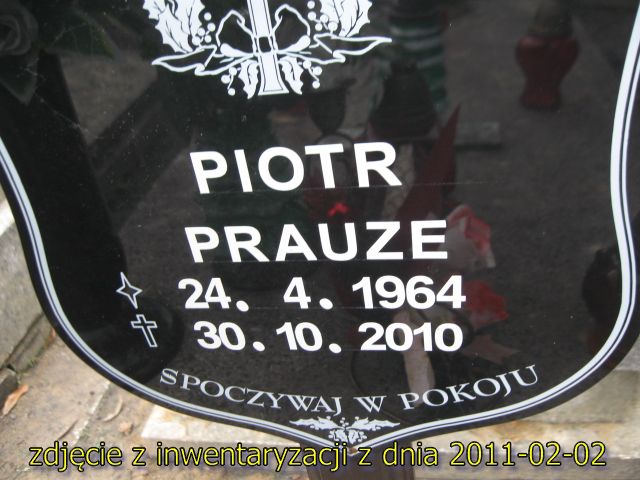 PIOTR
PRAUZE
24. 4. 1964
30.10. 2010
SPOCZYWAJ W POKOJU
zdjęcie z inwentaryzacji z dnia 2011-02-02